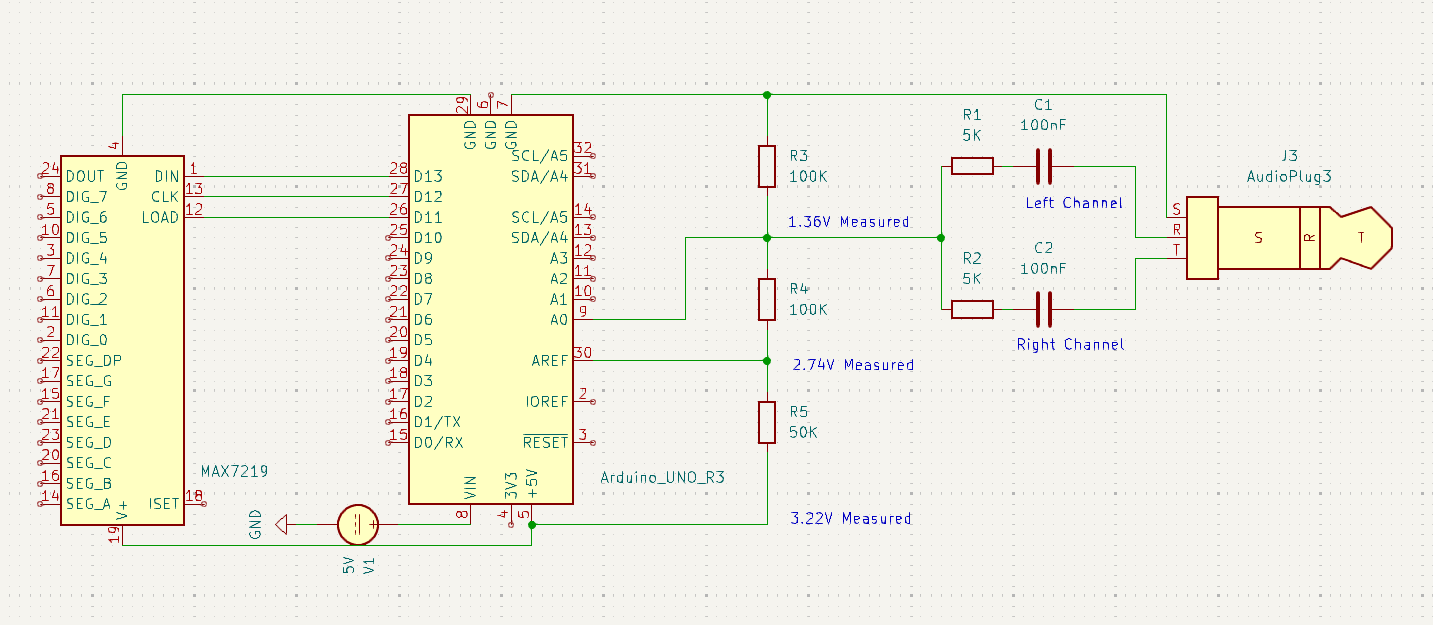 4
GND
24 DOUT
8 DIG_7
5 DIG_6
10 DIG_5
3 DIG_4
7 DIG_3
6 DIG_2
11 DIG_1
2 DIG_0
22 SEG_DP
17 SEG_G
15 SEG_F
21 SEG_E
23 SEG_D
20 SEG_C
16 SEG_B
14 SEG_A
DIN 1
CLK 13
LOAD 12
ISET 18
V+
19
MAX7219
GND
5V
V1
29 6 7
GND GND GND
28 D13
27 D12
26 D11
25 D10
24 D9
23 D8
22 D7
21 D6
20 D5
19 D4
18 D3
17 D2
16 D1/TX
15 D0/RX
SCL/A5 32
SDA/A4 31
SCL/A5 14
SDA/A4 13
A3 12
A2 11
A1 10
A0 9
AREF 30
IOREF 2
RESET 3
VIN 3V3 +5V
8 4 5
Arduino_UNO_R3
R3
100K
1.36V Measured
R4
100K
2.74V Measured
R5
50K
3.22V Measured
R1
5K
C1
100nF
Left Channel
R2
5K
C2
100nF
Right Channel
J3
AudioPlug3
S
R
T
S R T